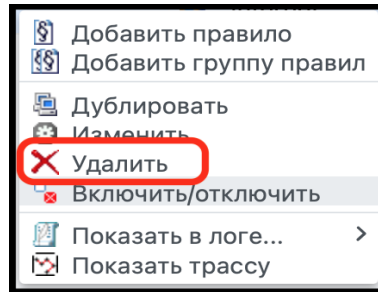 Добавить правило
Добавить группу правил
Дублировать
Изменить
Удалить
Включить/отключить
Показать в логе...
Показать трассу